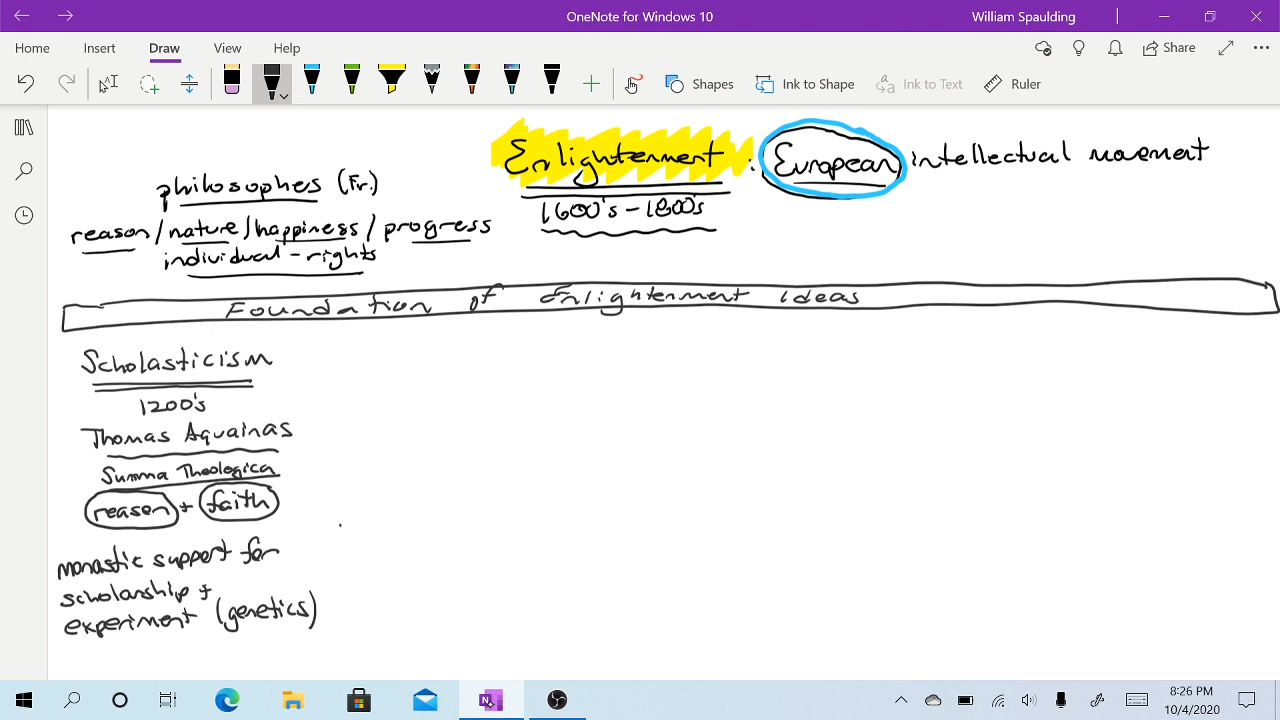 OneNote for Windows 10
William Spaulding
Home Insert Draw View Help
Share
Shapes Ink to Shape Ink to Text Ruler
Enlightenment : European intellectual movement
1600's - 1800's
philosophes (Fr.)
reason / nature / happiness / progress
individual - rights
Foundation of Enlightenment ideas
Scholasticism
1200's
Thomas Aquainas
Summa Theologica
reason + faith
monastic support for
scholarship +
experiment (genetics)
8:26 PM
10/4/2020